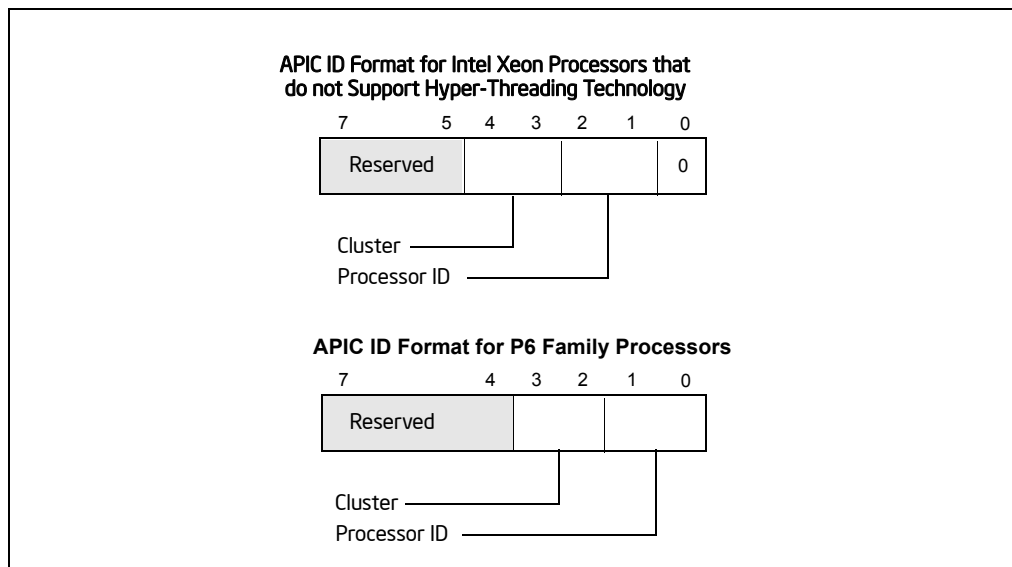 APIC ID Format for Intel Xeon Processors that
do not Support Hyper-Threading Technology
7 5 4 3 2 1 0
Reserved 0
Cluster
Processor ID
APIC ID Format for P6 Family Processors
7 4 3 2 1 0
Reserved
Cluster
Processor ID